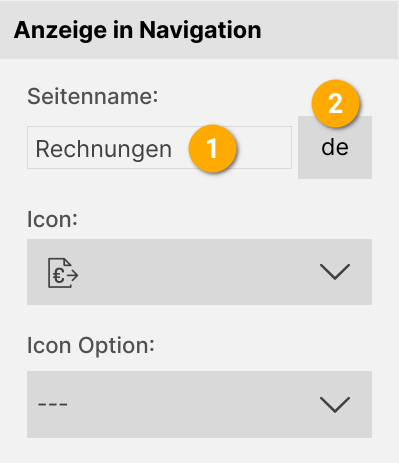 Anzeige in Navigation
Seitenname:
Rechnungen 1
2
de
Icon:
€
Icon Option:
---